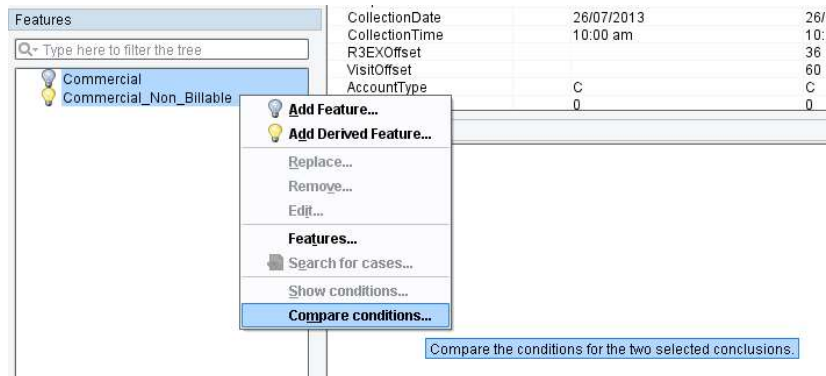 Features
Type here to filter the tree
Commercial
Commercial_Non_Billable
CollectionDate 26/07/2013 26/
CollectionTime 10:00 am 10:
R3EXOffset 36
VisitOffset 60
AccountType C C
0 0
Add Feature...
Add Derived Feature...
Replace...
Remove...
Edit...
Features...
Search for cases...
Show conditions...
Compare conditions...
Compare the conditions for the two selected conclusions.